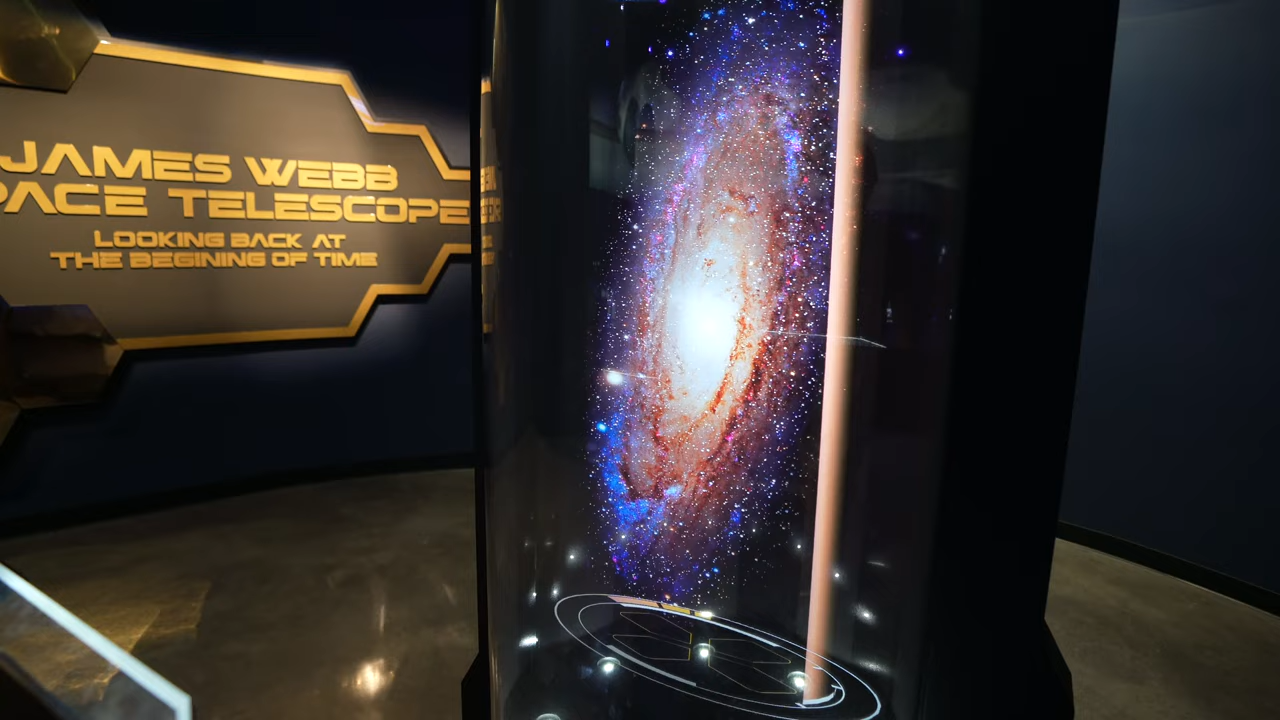 JAMES WEBB
PACE TELESCOPE
LOOKING BACK AT
THE BEGINING OF TIME